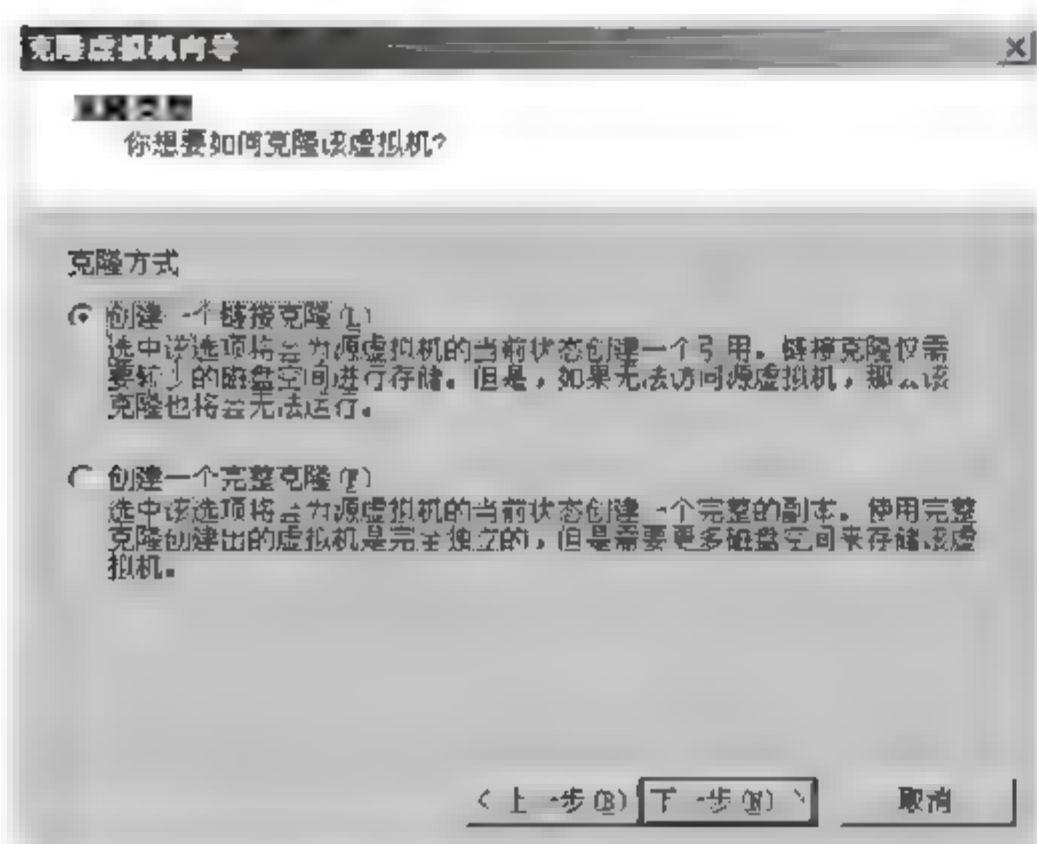 克隆虚拟机向导
克隆类型
你想要如何克隆该虚拟机?
克隆方式
创建一个链接克隆(L)
选中该选项将会为源虚拟机的当前状态创建一个引用。链接克隆仅需
要较少的磁盘空间进行存储。但是,如果无法访问源虚拟机,那么该
克隆也将会无法运行。
创建一个完整克隆(F)
选中该选项将会为源虚拟机的当前状态创建一个完整的副本。使用完整
克隆创建出的虚拟机是完全独立的,但是需要更多磁盘空间来存储该虚
拟机。
< 上一步(B) 下一步(N) > 取消